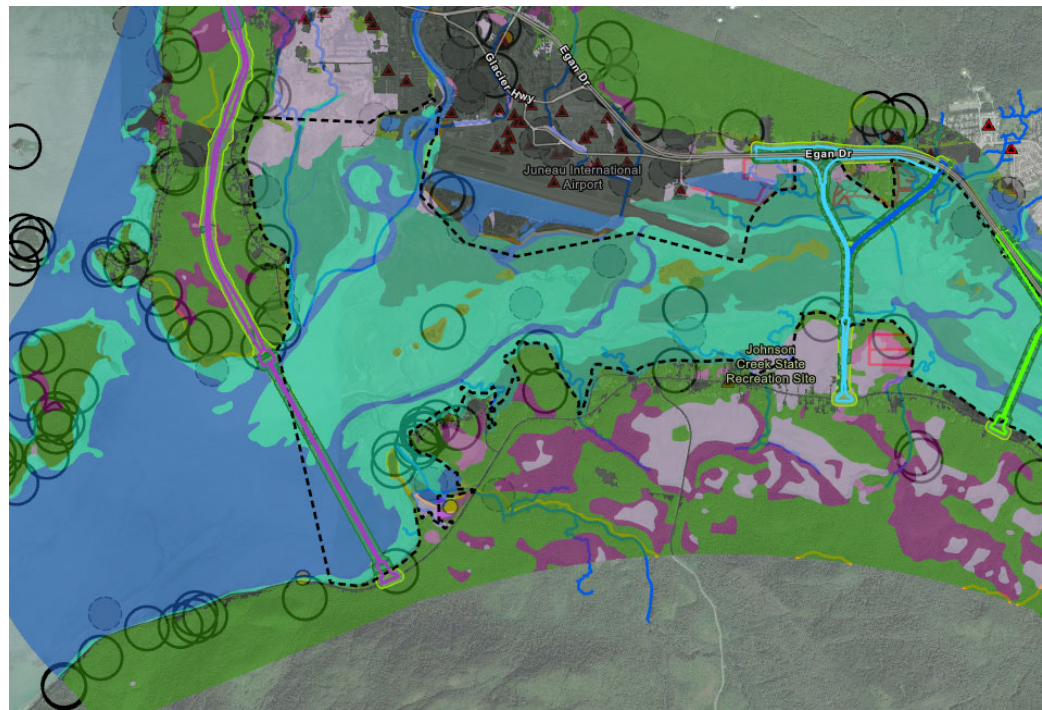 Egan Dr
Glacier Hwy
Egan Dr
Juneau International
Airport
Johnson
Creek State
Recreation Site